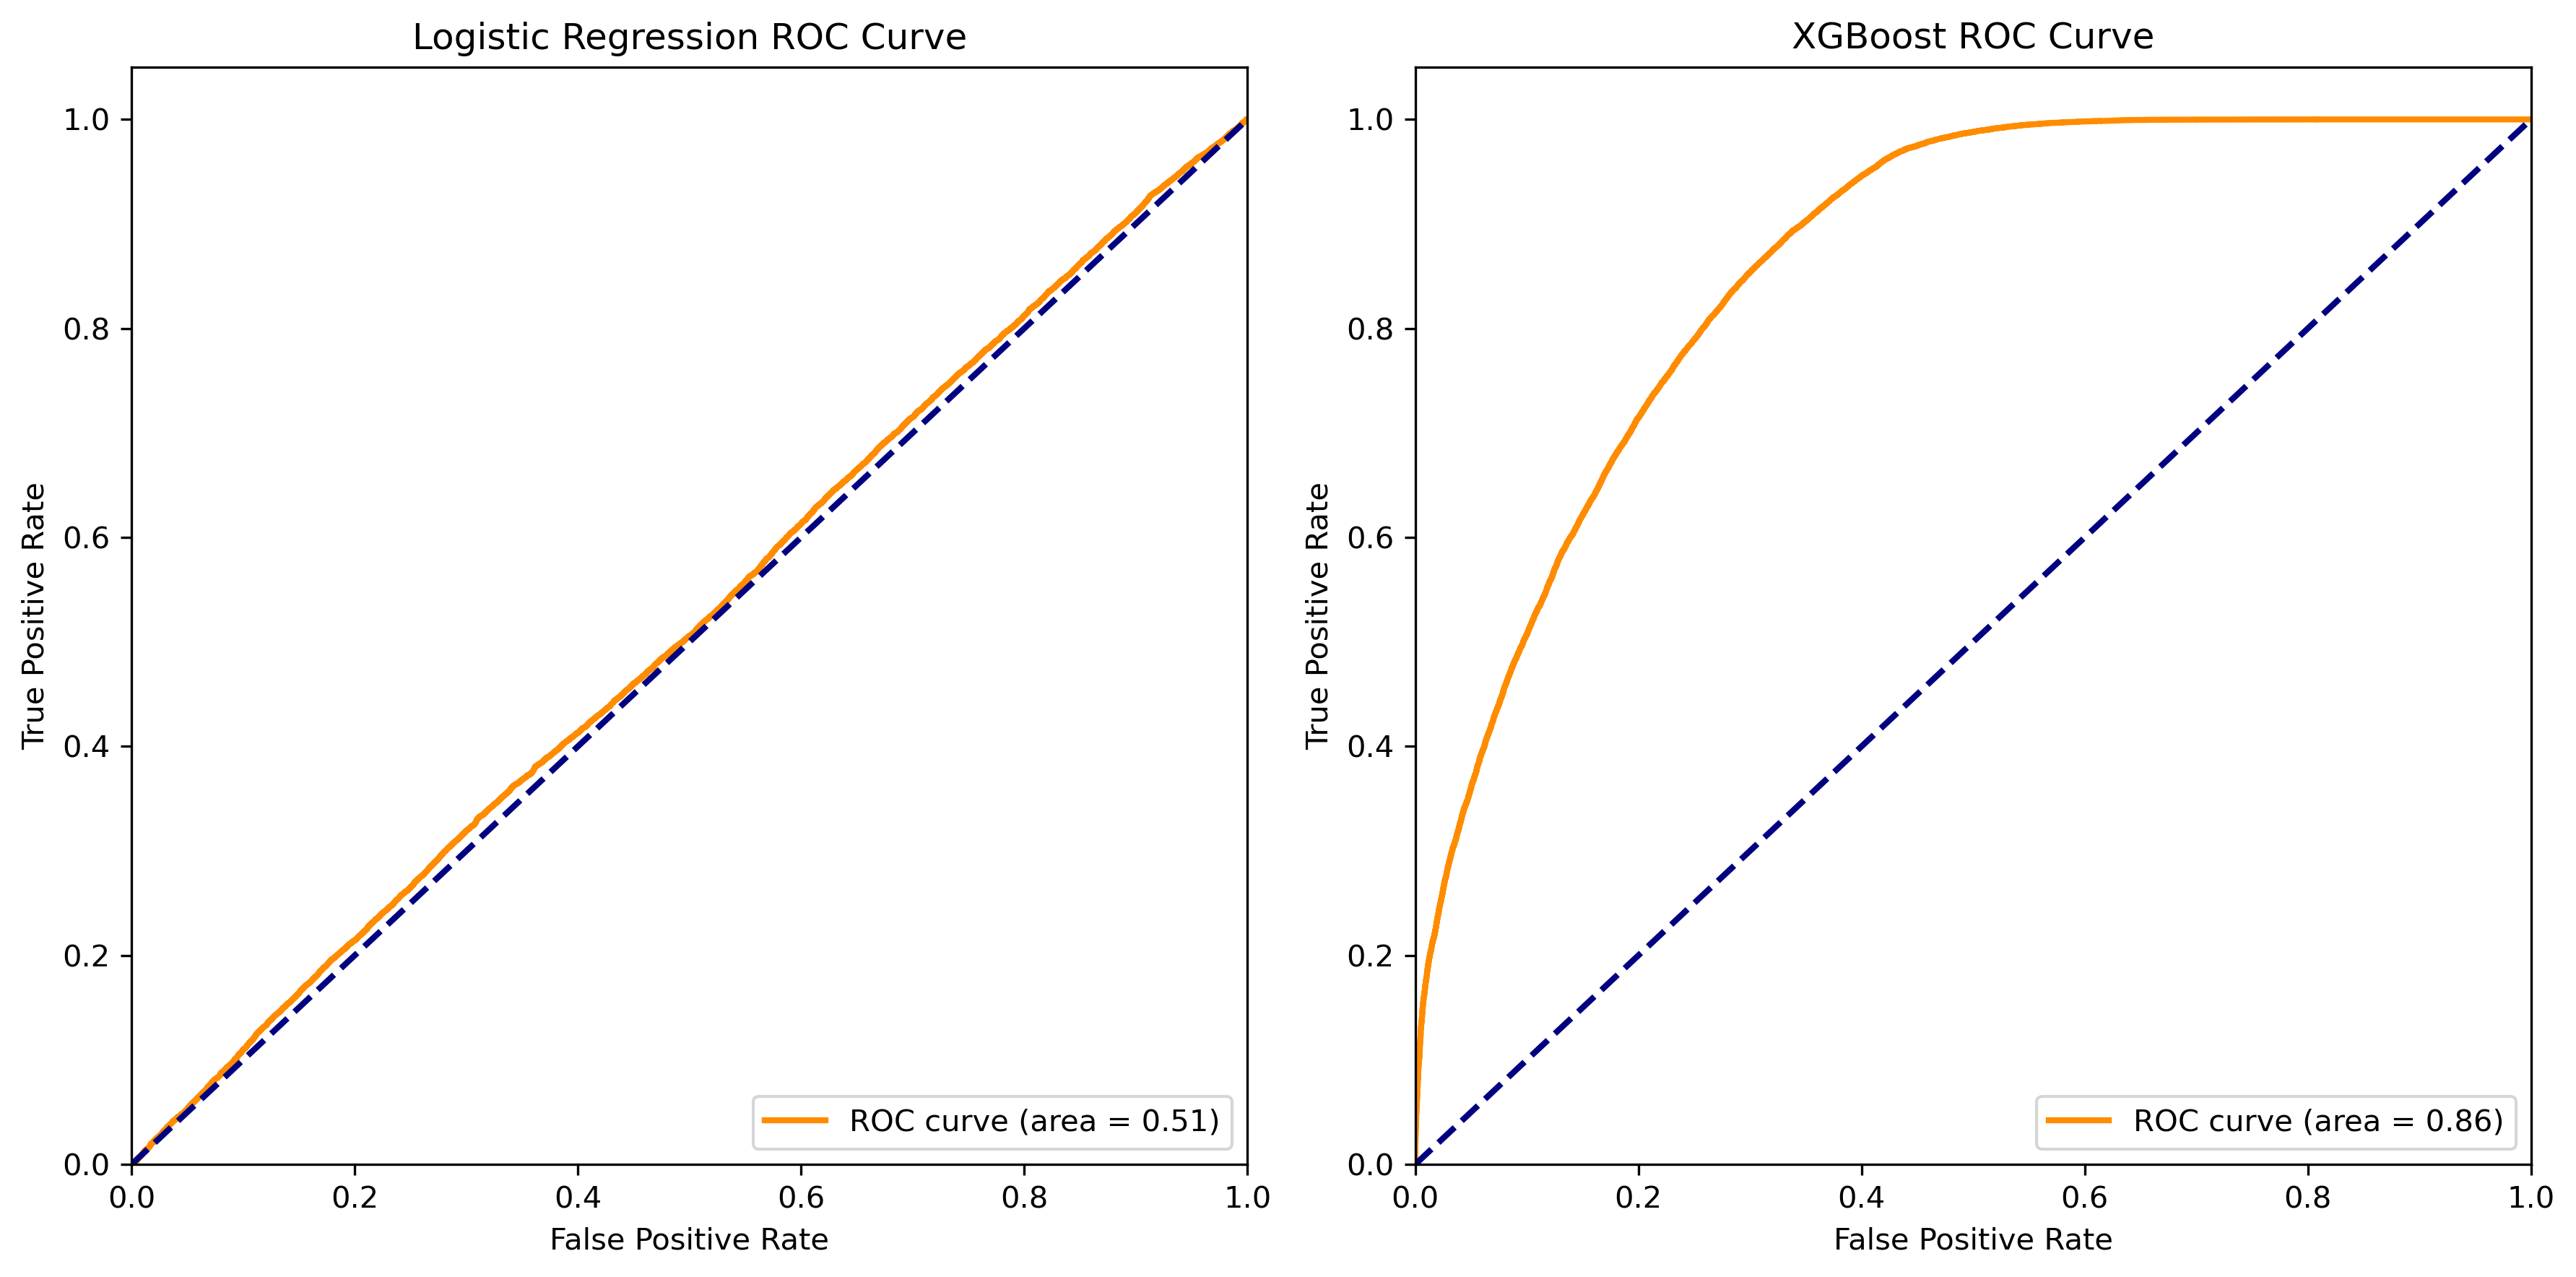 Logistic Regression ROC Curve
1.0
0.8
0.6
0.4
0.2
0.0
True Positive Rate
ROC curve (area = 0.51)
0.0 0.2 0.4 0.6 0.8 1.0
False Positive Rate
XGBoost ROC Curve
1.0
0.8
0.6
0.4
0.2
0.0
True Positive Rate
ROC curve (area = 0.86)
0.0 0.2 0.4 0.6 0.8 1.0
False Positive Rate